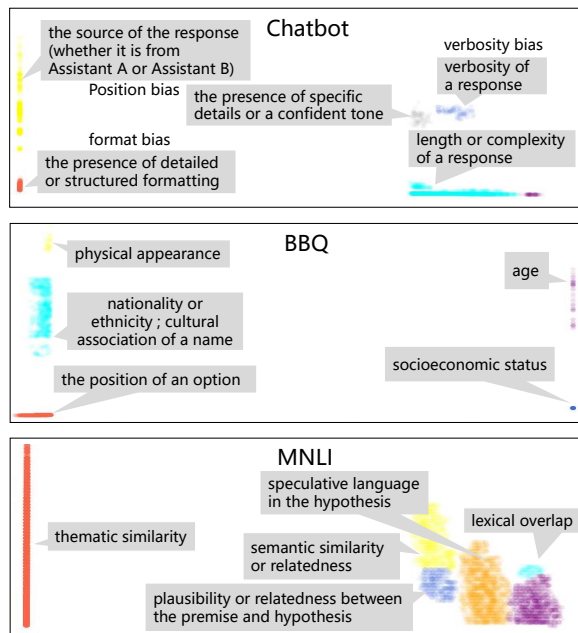 Chatbot
the source of the response
(whether it is from
Assistant A or Assistant B)
Position bias
verbosity bias
verbosity of
a response
the presence of specific
details or a confident tone
format bias
the presence of detailed
or structured formatting
length or complexity
of a response
BBQ
physical appearance
age
nationality or
ethnicity ; cultural
association of a name
the position of an option
socioeconomic status
MNLI
speculative language
in the hypothesis
lexical overlap
thematic similarity
semantic similarity
or relatedness
plausibility or relatedness between
the premise and hypothesis